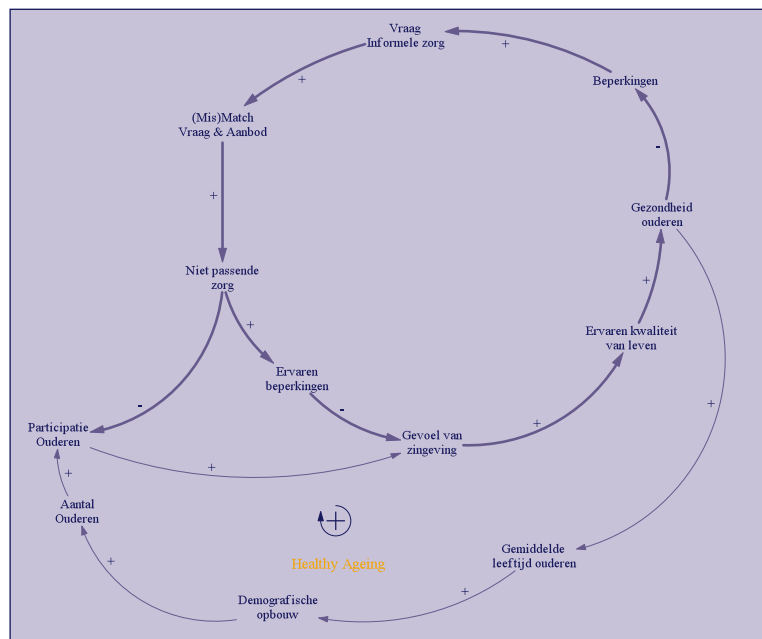 Vraag
Informele zorg
+
+
Beperkingen
(Mis)Match
Vraag & Aanbod
-
+
Gezondheid
ouderen
Niet passende
zorg
+
+
Ervaren kwaliteit
van leven
Ervaren
beperkingen
-
-
+
+
Participatie
Ouderen
Gevoel van
zingeving
+
+
Aantal
Ouderen
+
Healthy Ageing
Gemiddelde
leeftijd ouderen
+
+
Demografische
opbouw